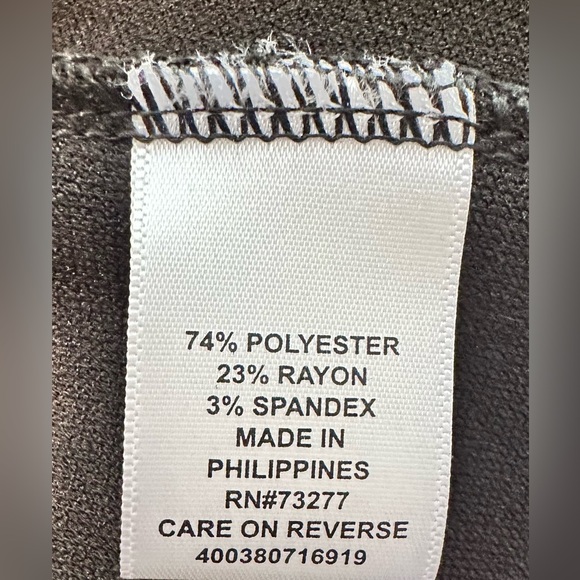 74% POLYESTER
23% RAYON
3% SPANDEX
MADE IN
PHILIPPINES
RN#73277
CARE ON REVERSE
400380716919